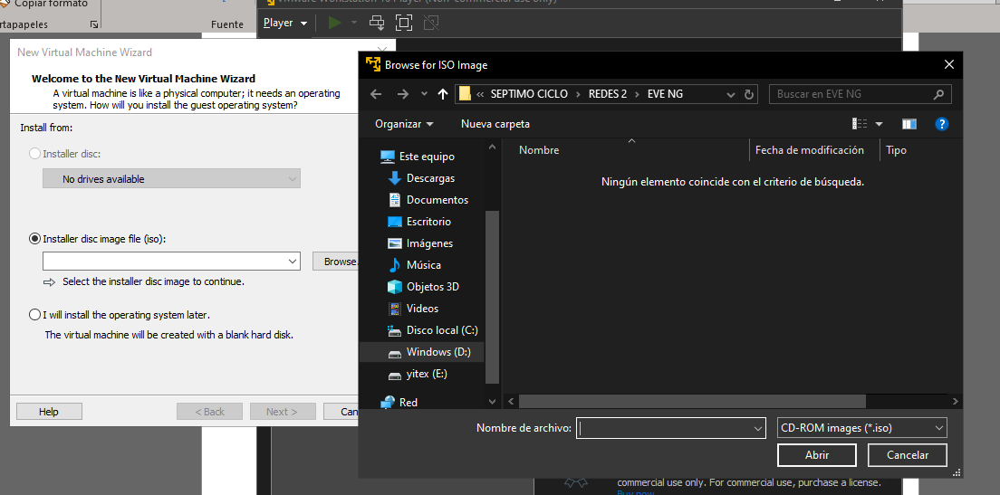 Copiar formato
rtapapeles
Fuente
VMware Workstation 16 Player (Non-commercial use only)
Player
New Virtual Machine Wizard
Welcome to the New Virtual Machine Wizard
A virtual machine is like a physical computer; it needs an operating
system. How will you install the guest operating system?
Install from:
Installer disc:
No drives available
Installer disc image file (iso):
Browse.
Select the installer disc image to continue.
I will install the operating system later.
The virtual machine will be created with a blank hard disk.
Help
< Back
Next >
Can
Browse for ISO Image
« SEPTIMO CICLO > REDES 2 > EVE NG
Buscar en EVE NG
Organizar
Nueva carpeta
Este equipo
Descargas
Documentos
Escritorio
Imágenes
Música
Objetos 3D
Videos
Disco local (C:)
Windows (D:)
yitex (E:)
Red
Nombre
Fecha de modificación
Tipo
Ningún elemento coincide con el criterio de búsqueda.
Nombre de archivo:
CD-ROM images (*.iso)
Abrir
Cancelar
commercial use only. For commercial use, purchase a license.
Buy now